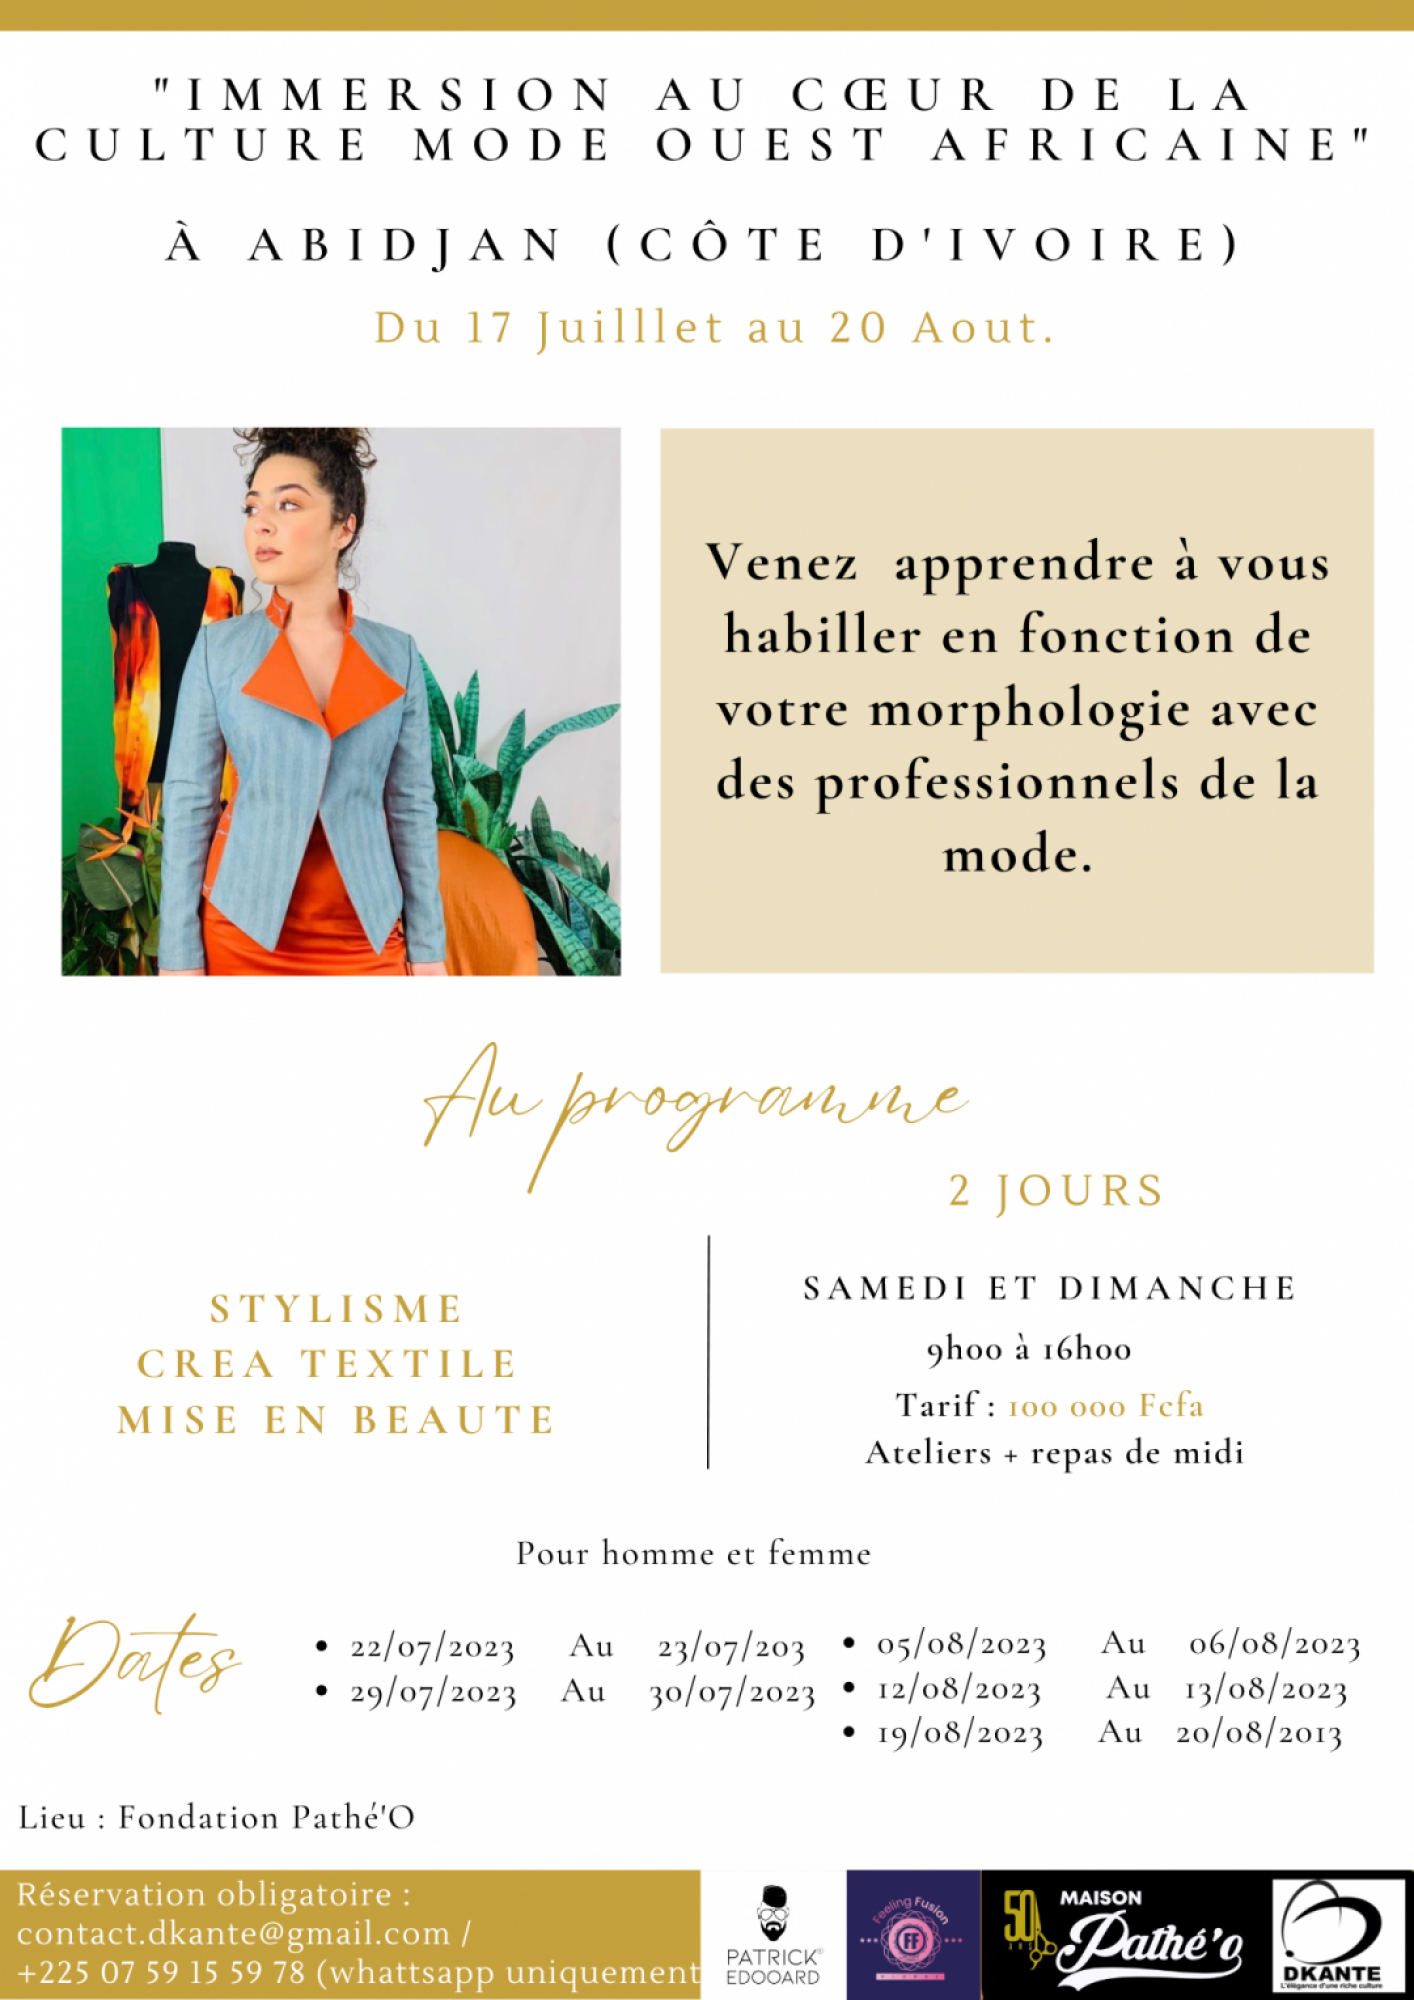 "IMMERSION AU CŒUR DE LA
CULTURE MODE OUEST AFRICAINE"
À ABIDJAN (CÔTE D'IVOIRE)
Du 17 Juilllet au 20 Aout.
Venez apprendre à vous
habiller en fonction de
votre morphologie avec
des professionnels de la
mode.
Au programme
2 JOURS
STYLISME
CREA TEXTILE
MISE EN BEAUTE
SAMEDI ET DIMANCHE
9h00 à 16h00
Tarif : 100 000 Fcfa
Ateliers + repas de midi
Pour homme et femme
Dates
• 22/07/2023 Au 23/07/203
• 29/07/2023 Au 30/07/2023
• 05/08/2023 Au 06/08/2023
• 12/08/2023 Au 13/08/2023
• 19/08/2023 Au 20/08/2013
Lieu : Fondation Pathé'O
Réservation obligatoire :
contact.dkante@gmail.com /
+225 07 59 15 59 78 (whattsapp uniquement
PATRICK®
EDOOARD
Feeling Fusion
FF
50
ANS
MAISON
Pathé'o
DKANTE
L'élégance d'une riche culture